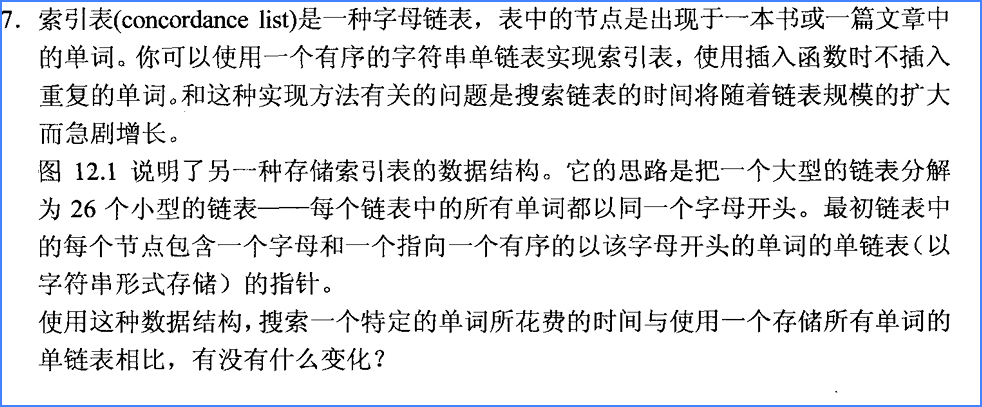 7. 索引表(concordance list)是一种字母链表，表中的节点是出现于一本书或一篇文章中
的单词。你可以使用一个有序的字符串单链表实现索引表，使用插入函数时不插入
重复的单词。和这种实现方法有关的问题是搜索链表的时间将随着链表规模的扩大
而急剧增长。
图 12.1 说明了另一种存储索引表的数据结构。它的思路是把一个大型的链表分解
为 26 个小型的链表——每个链表中的所有单词都以同一个字母开头。最初链表中
的每个节点包含一个字母和一个指向一个有序的以该字母开头的单词的单链表（以
字符串形式存储）的指针。
使用这种数据结构，搜索一个特定的单词所花费的时间与使用一个存储所有单词的
单链表相比，有没有什么变化？